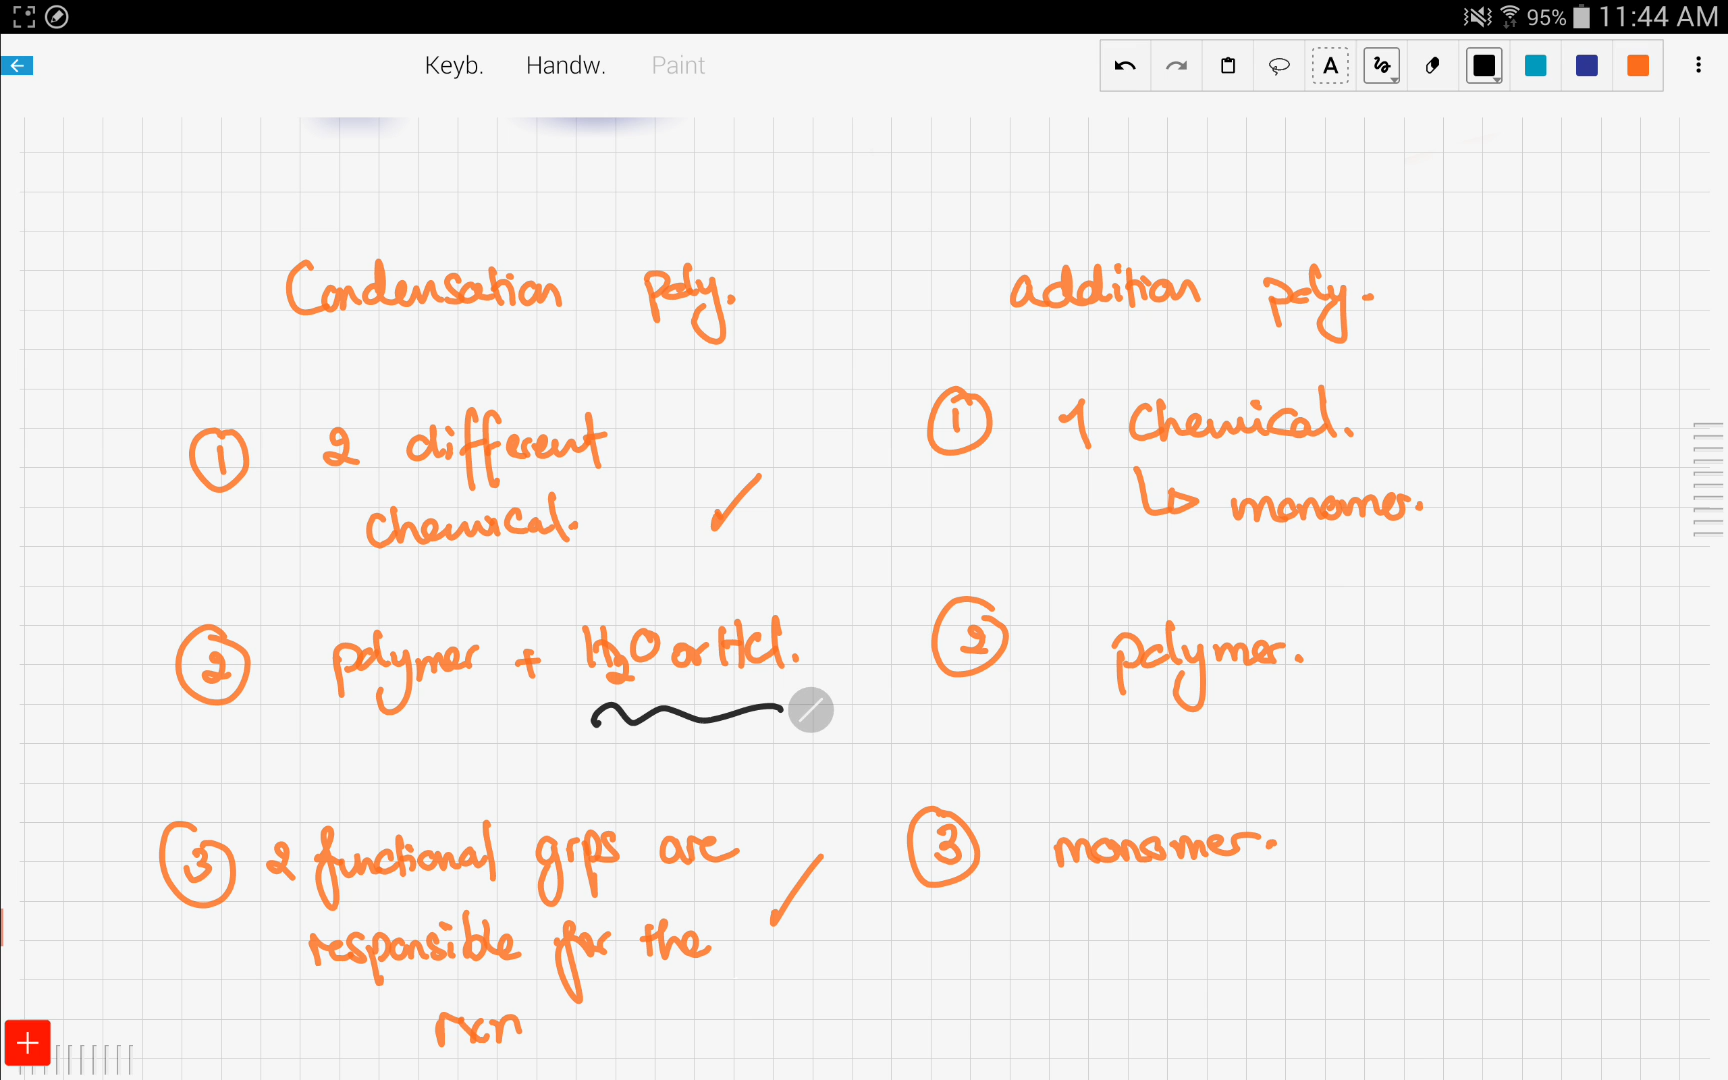 95% 11:44 AM
Keyb. Handw. Paint
A
Condensation poly.
① 2 different
chemical.
② polymer + H₂O or HCl.
③ 2 functional grps are
responsible for the
rxn
addition poly.
① 1 chemical.
↳ monomer.
② polymer.
③ monomer.